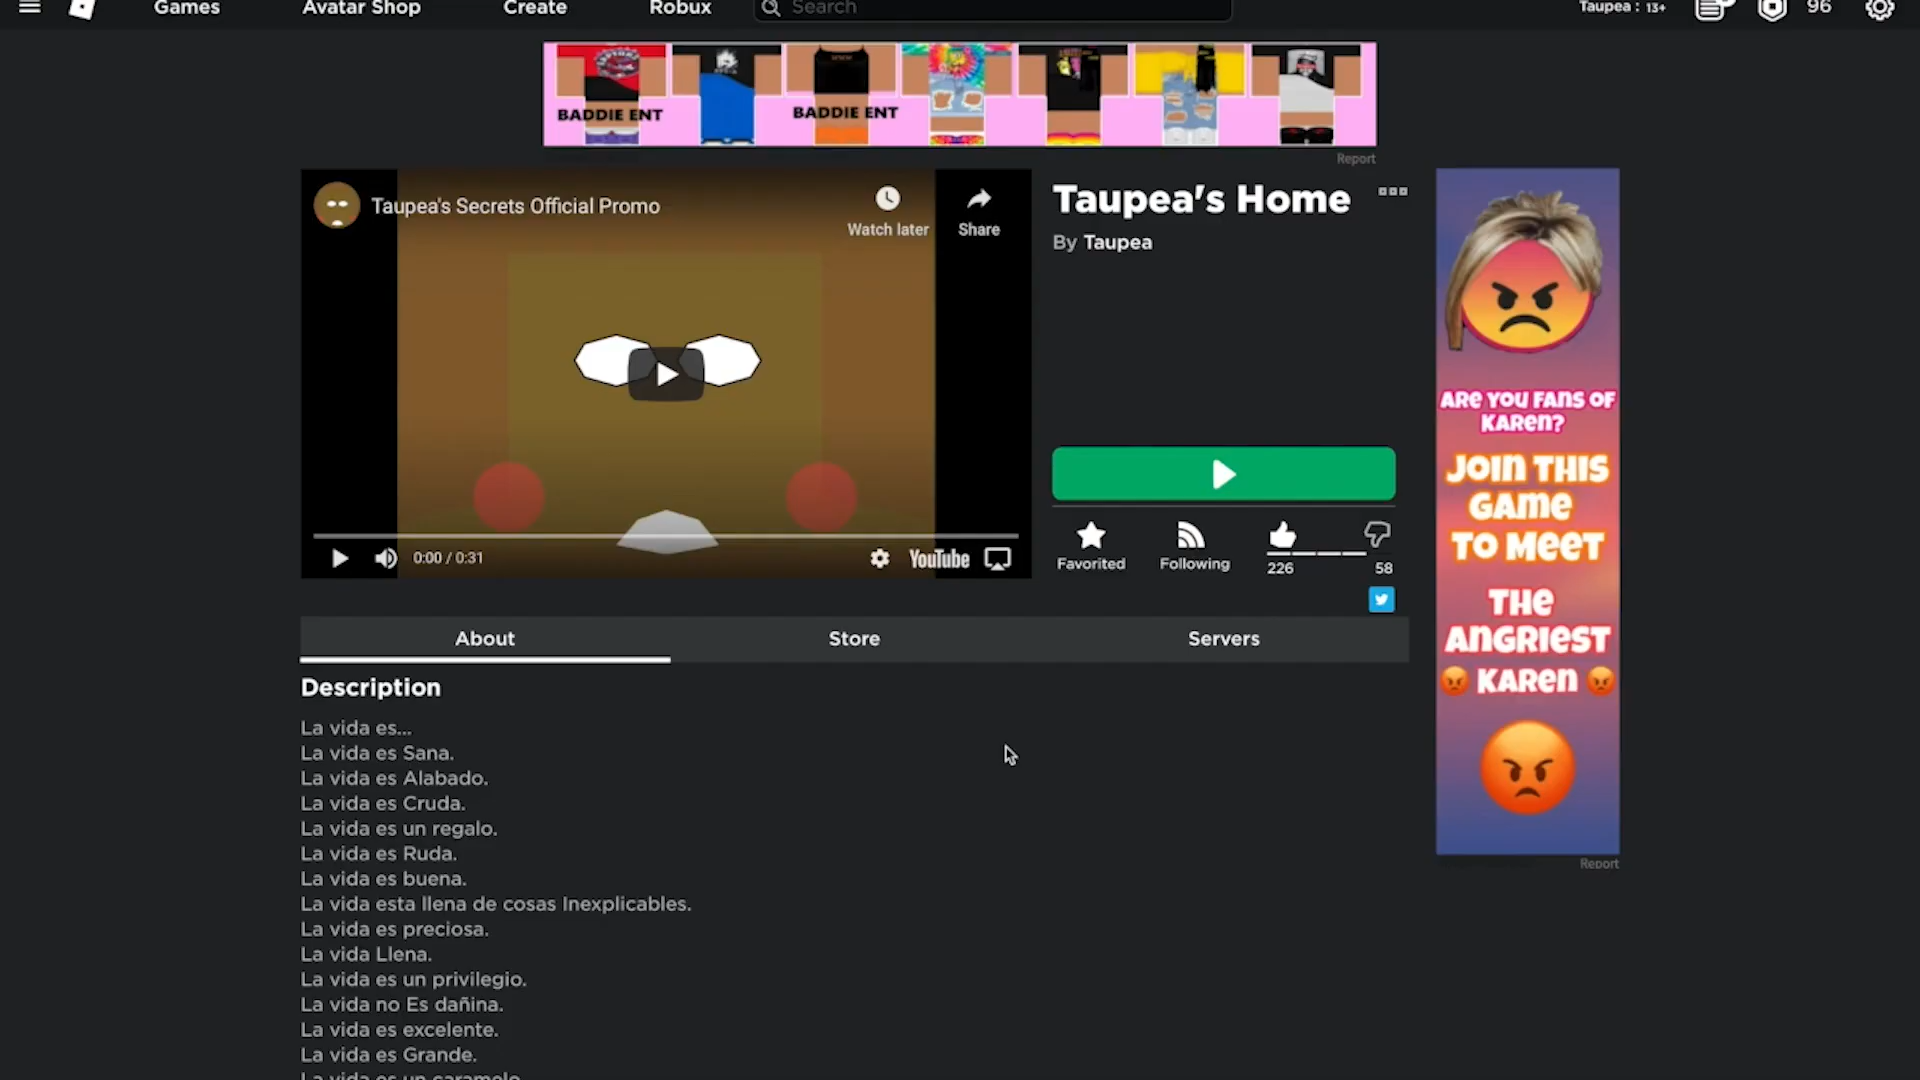 Games Avatar Shop Create Robux Search Taupea : 13+ 96
BADDIE ENT BADDIE ENT
Report
Taupea's Secrets Official Promo
Watch later Share
0:00 / 0:31 YouTube
Taupea's Home
By Taupea
Favorited Following 226 58
ARE YOU FANS OF
KAREN?
JOIN THIS
GAME
TO MEET
THE
ANGRIEST
KAREN
Report
About Store Servers
Description
La vida es...
La vida es Sana.
La vida es Alabado.
La vida es Cruda.
La vida es un regalo.
La vida es Ruda.
La vida es buena.
La vida esta llena de cosas Inexplicables.
La vida es preciosa.
La vida Llena.
La vida es un privilegio.
La vida no Es dañina.
La vida es excelente.
La vida es Grande.
La vida es un caramelo